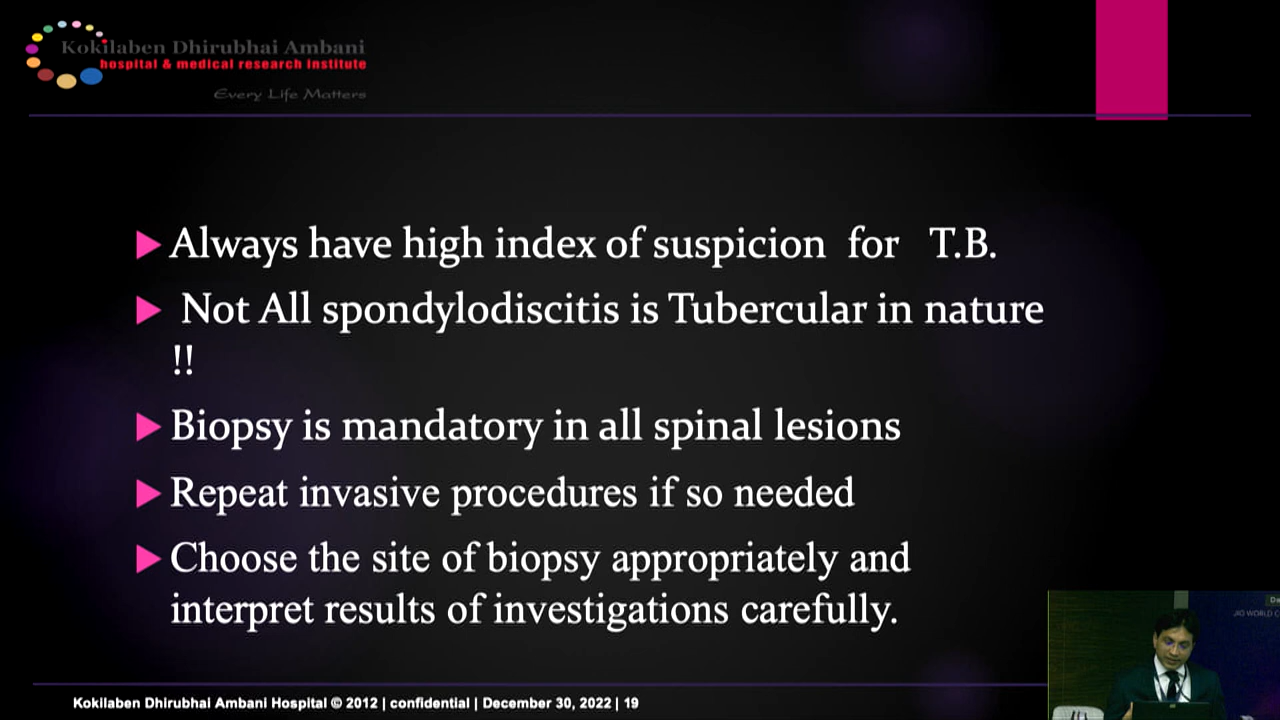 Kokilaben Dhirubhai Ambani
hospital & medical research institute
Every Life Matters
Always have high index of suspicion for T.B.
Not All spondylodiscitis is Tubercular in nature
!!
Biopsy is mandatory in all spinal lesions
Repeat invasive procedures if so needed
Choose the site of biopsy appropriately and
interpret results of investigations carefully.
JIO WORLD
Kokilaben Dhirubhai Ambani Hospital © 2012 | confidential | December 30, 2022 | 19